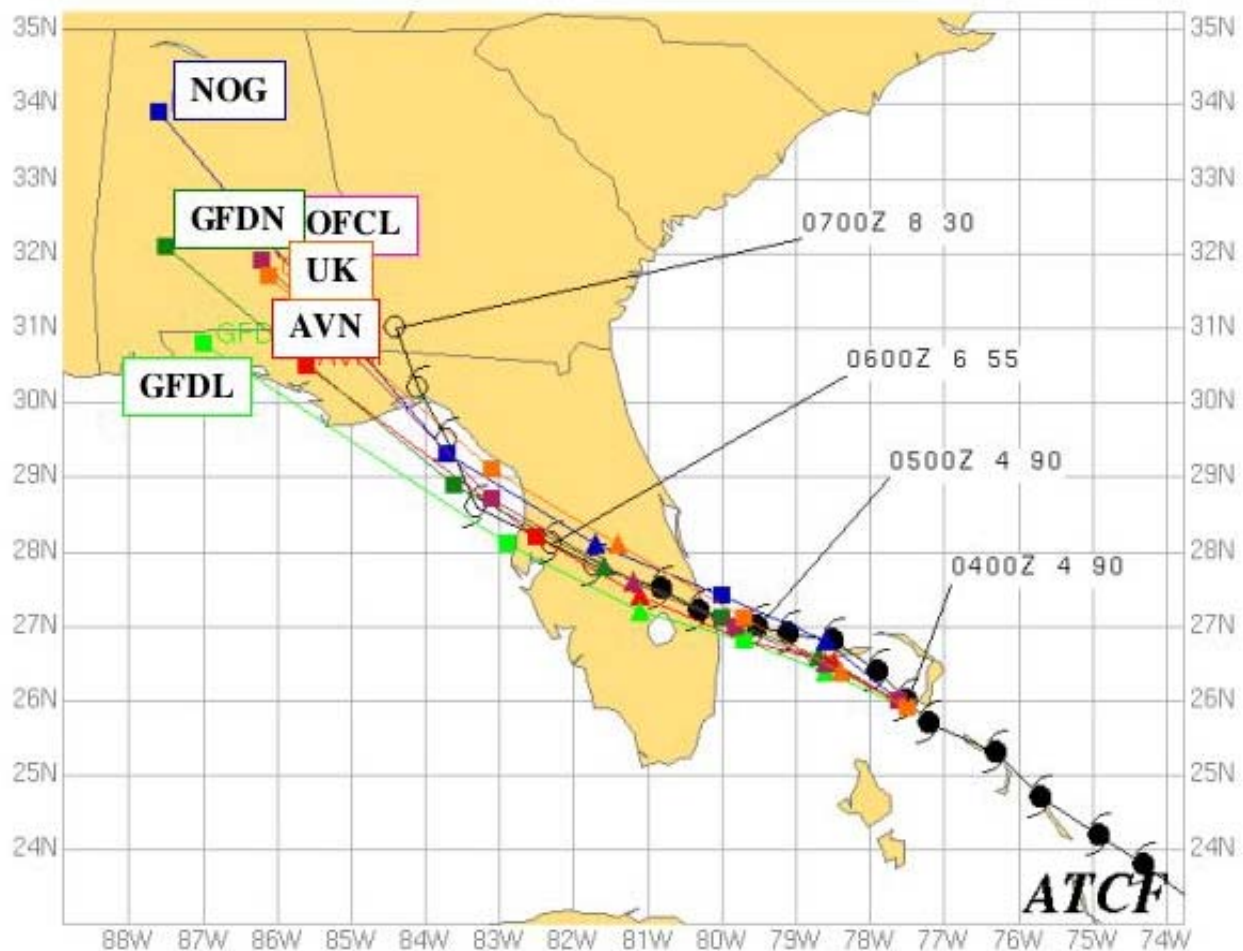 35N 35N
34N NOG 34N
33N 33N
GFDN OFCL
0700Z 8 30
32N 32N
UK
31N GFD AVN 31N
0600Z 6 55
GFDL
30N 30N
0500Z 4 90
29N 29N
28N 0400Z 4 90 28N
27N 27N
26N 26N
25N 25N
24N 24N
ATCF
88W 87W 86W 85W 84W 83W 82W 81W 80W 79W 78W 77W 76W 75W 74W